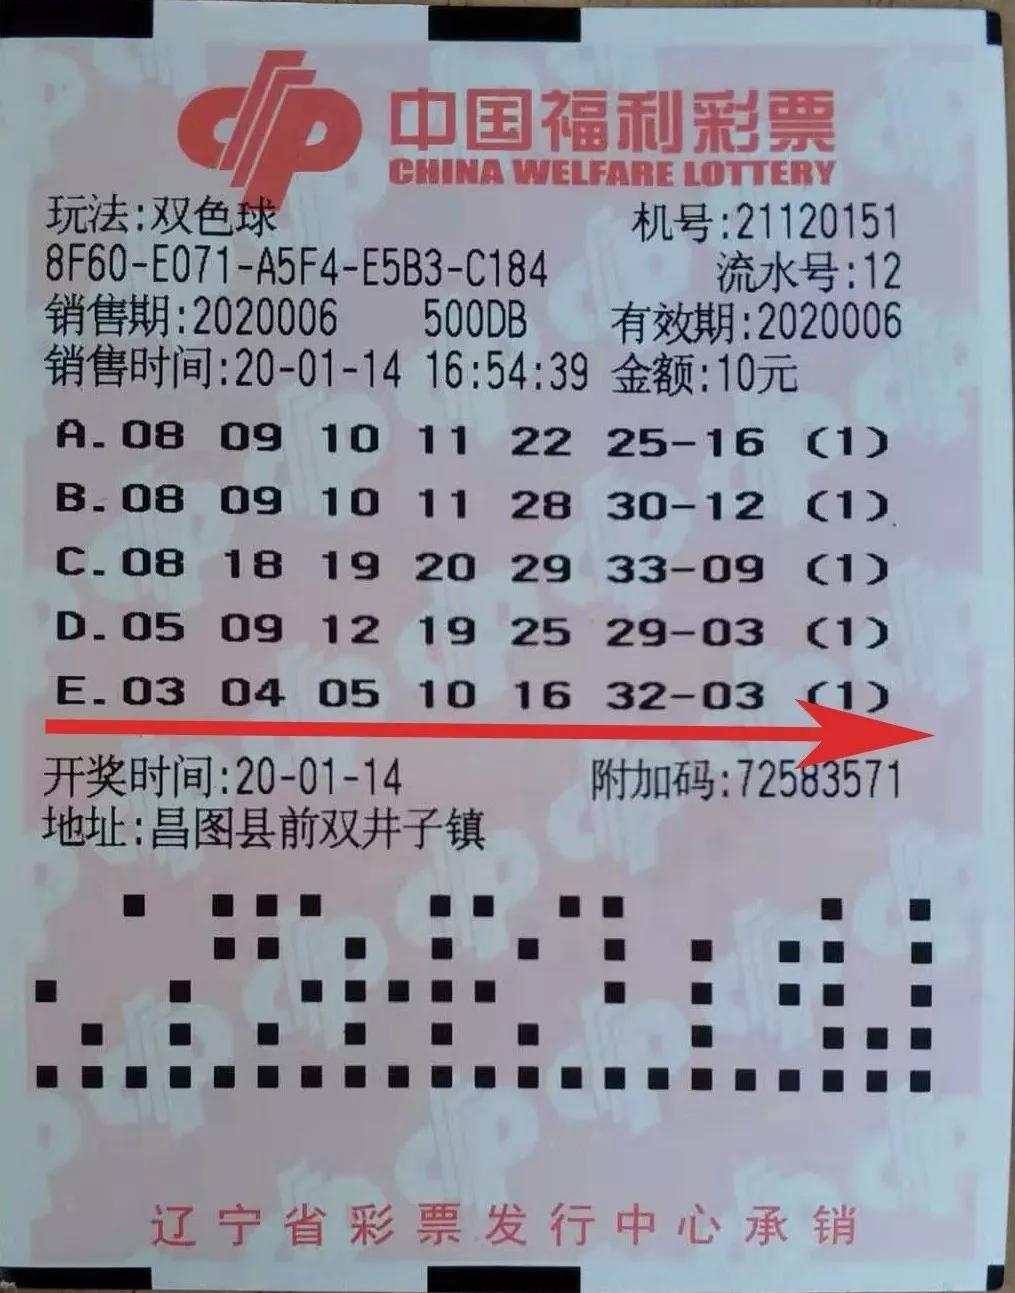 中国福利彩票
CHINA WELFARE LOTTERY
玩法:双色球 机号:21120151
8F60-E071-A5F4-E5B3-C184 流水号:12
销售期:2020006 500DB 有效期:2020006
销售时间:20-01-14 16:54:39 金额:10元
A.08 09 10 11 22 25-16 (1)
B.08 09 10 11 28 30-12 (1)
C.08 18 19 20 29 33-09 (1)
D.05 09 12 19 25 29-03 (1)
E.03 04 05 10 16 32-03 (1)
开奖时间:20-01-14 附加码:72583571
地址:昌图县前双井子镇
辽宁省彩票发行中心承销